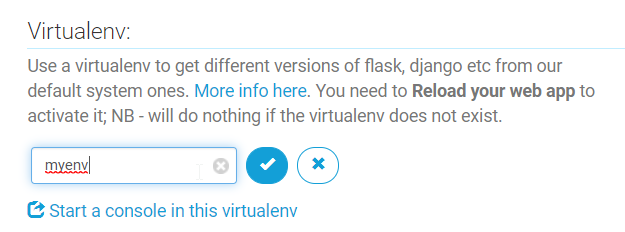 Virtualenv:
Use a virtualenv to get different versions of flask, django etc from our
default system ones. More info here. You need to Reload your web app to
activate it; NB - will do nothing if the virtualenv does not exist.
myenv
Start a console in this virtualenv